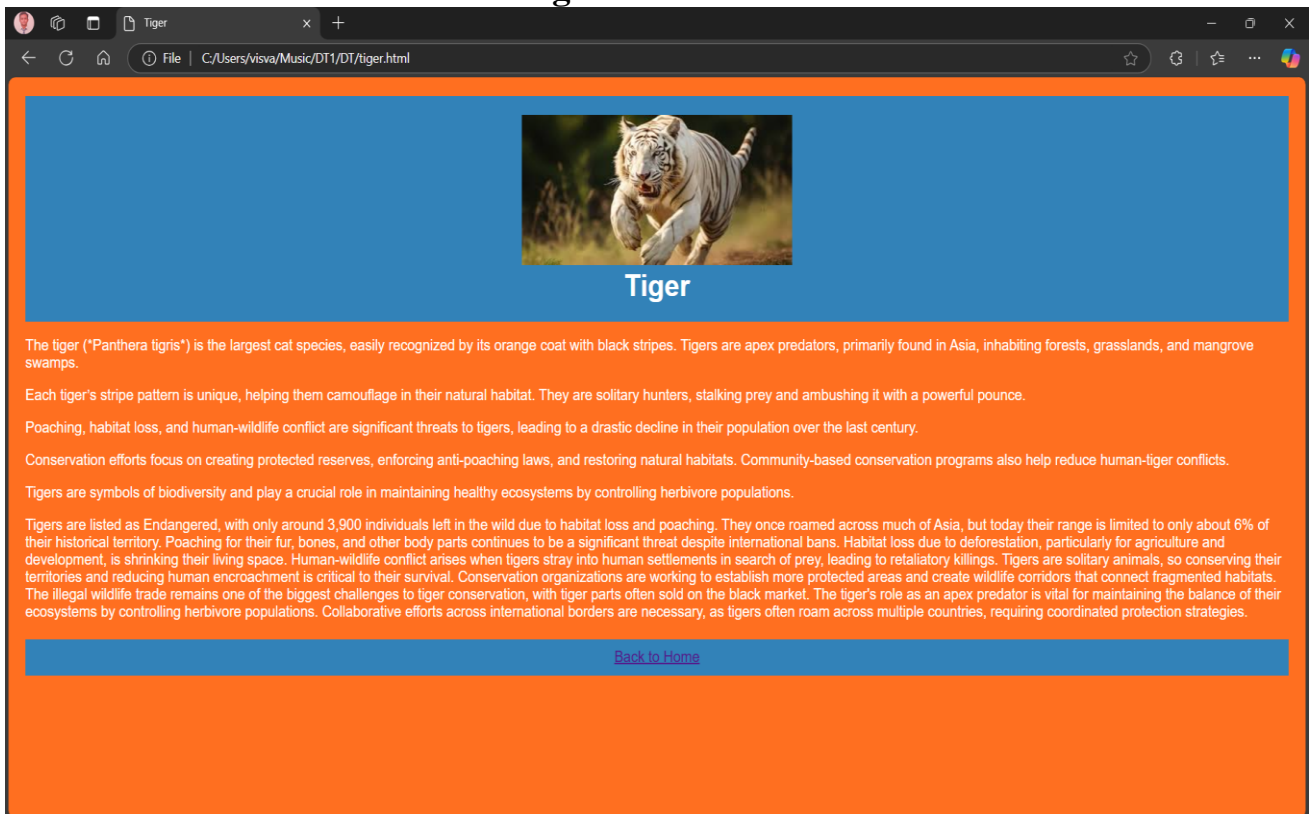 Tiger
File
C:/Users/visva/Music/DT1/DT/tiger.html
Tiger
The tiger (*Panthera tigris*) is the largest cat species, easily recognized by its orange coat with black stripes. Tigers are apex predators, primarily found in Asia, inhabiting forests, grasslands, and mangrove
swamps.
Each tiger's stripe pattern is unique, helping them camouflage in their natural habitat. They are solitary hunters, stalking prey and ambushing it with a powerful pounce.
Poaching, habitat loss, and human-wildlife conflict are significant threats to tigers, leading to a drastic decline in their population over the last century.
Conservation efforts focus on creating protected reserves, enforcing anti-poaching laws, and restoring natural habitats. Community-based conservation programs also help reduce human-tiger conflicts.
Tigers are symbols of biodiversity and play a crucial role in maintaining healthy ecosystems by controlling herbivore populations.
Tigers are listed as Endangered, with only around 3,900 individuals left in the wild due to habitat loss and poaching. They once roamed across much of Asia, but today their range is limited to only about 6% of
their historical territory. Poaching for their fur, bones, and other body parts continues to be a significant threat despite international bans. Habitat loss due to deforestation, particularly for agriculture and
development, is shrinking their living space. Human-wildlife conflict arises when tigers stray into human settlements in search of prey, leading to retaliatory killings. Tigers are solitary animals, so conserving their
territories and reducing human encroachment is critical to their survival. Conservation organizations are working to establish more protected areas and create wildlife corridors that connect fragmented habitats.
The illegal wildlife trade remains one of the biggest challenges to tiger conservation, with tiger parts often sold on the black market. The tiger's role as an apex predator is vital for maintaining the balance of their
ecosystems by controlling herbivore populations. Collaborative efforts across international borders are necessary, as tigers often roam across multiple countries, requiring coordinated protection strategies.
Back to Home